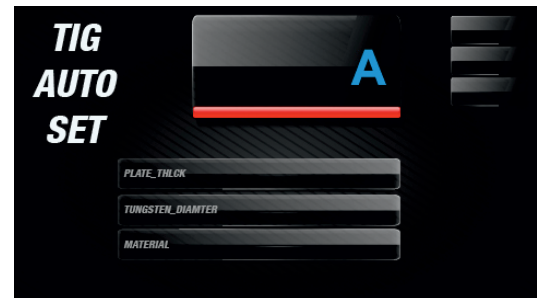 TIG
AUTO
SET
A
PLATE_THLCK
TUNGSTEN_DIAMTER
MATERIAL